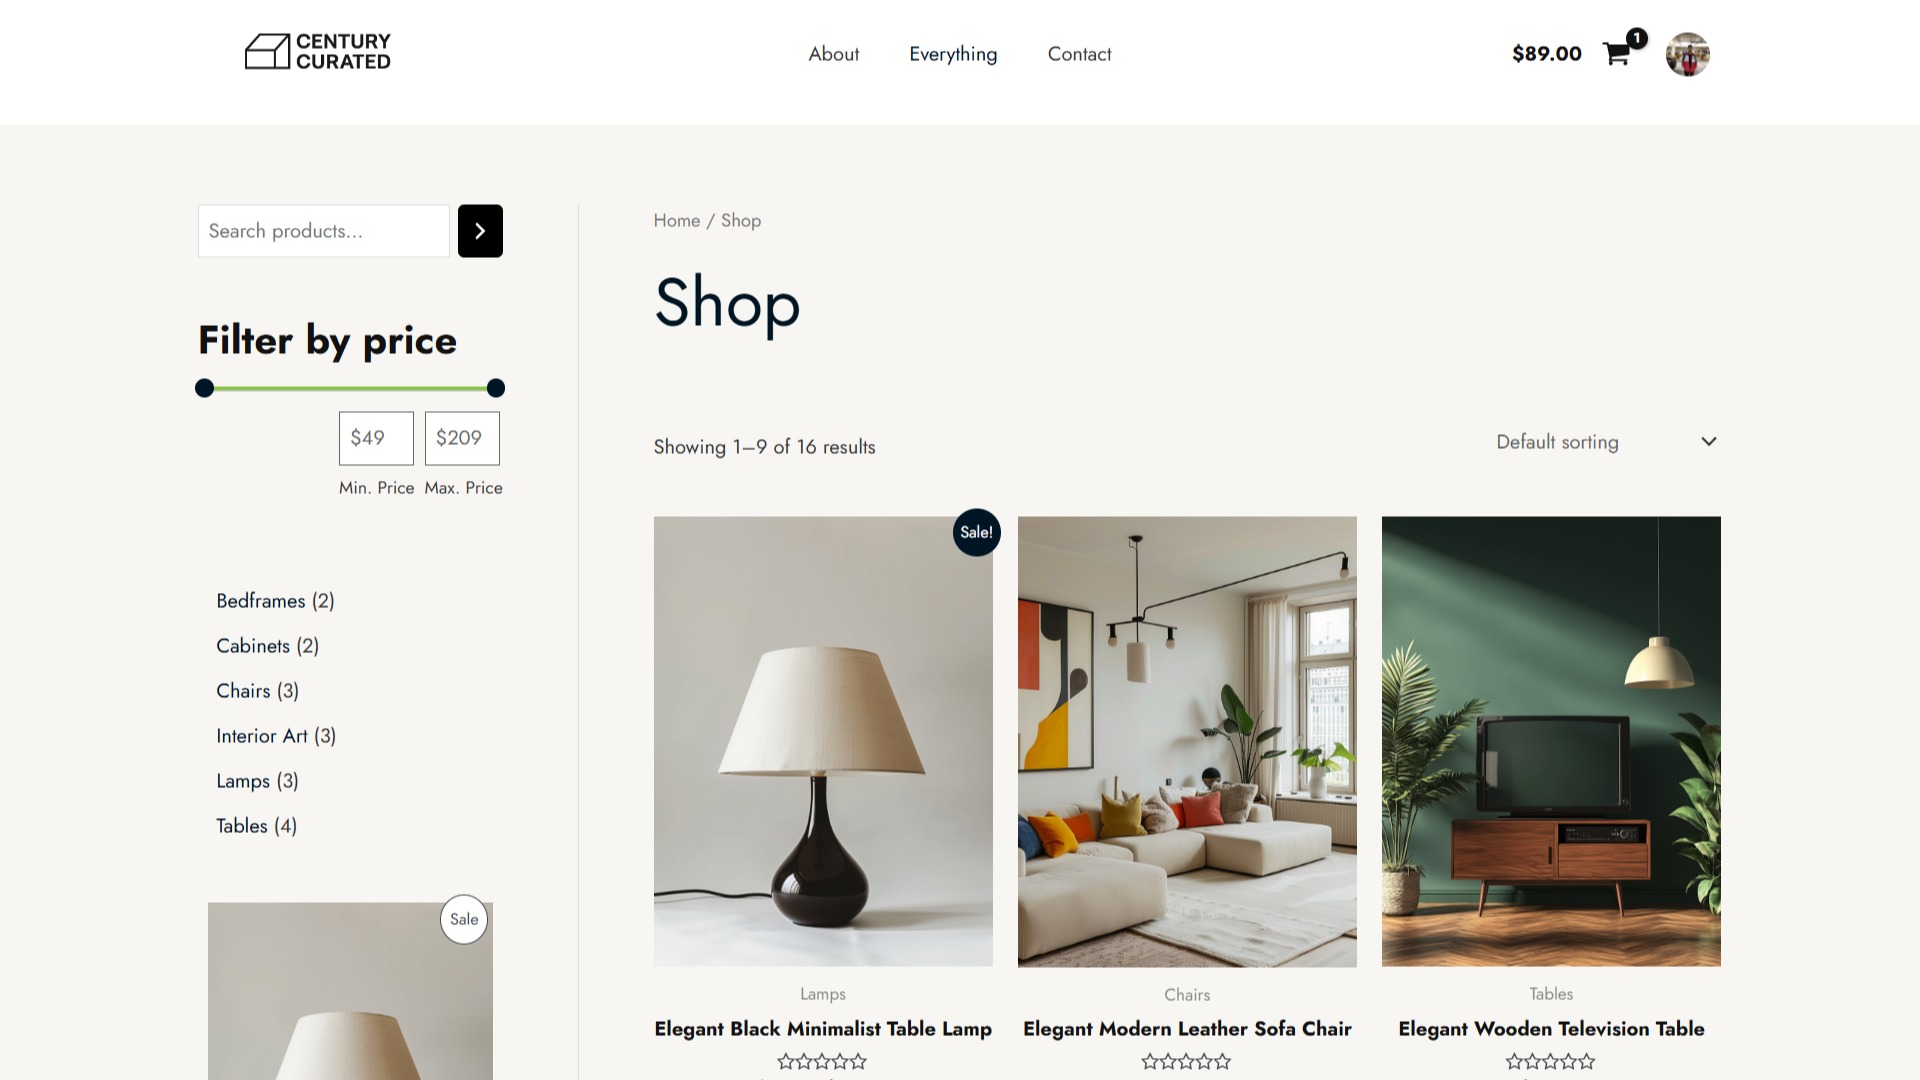 CENTURY
CURATED
About
Everything
Contact
$89.00
1
Search products...
Filter by price
$49
$209
Min. Price
Max. Price
Bedframes (2)
Cabinets (2)
Chairs (3)
Interior Art (3)
Lamps (3)
Tables (4)
Sale
Home / Shop
Shop
Showing 1–9 of 16 results
Default sorting
Sale!
Lamps
Elegant Black Minimalist Table Lamp
Chairs
Elegant Modern Leather Sofa Chair
Tables
Elegant Wooden Television Table